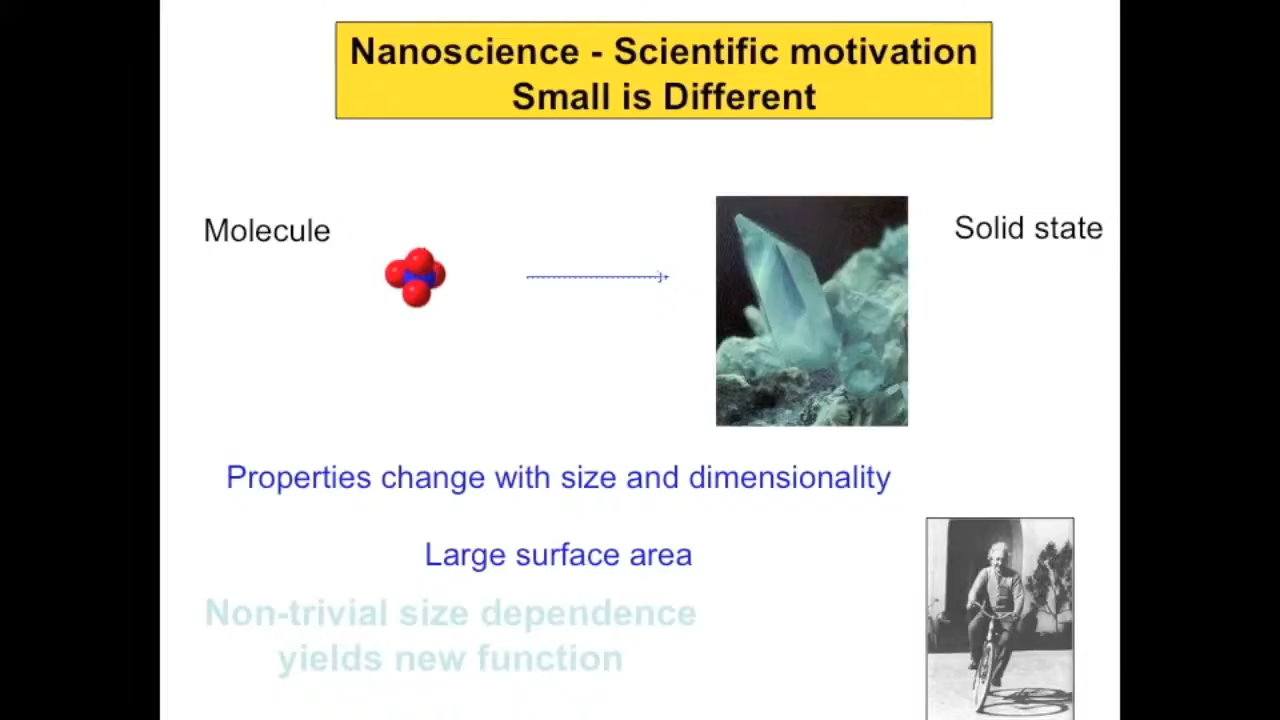 Nanoscience - Scientific motivation
Small is Different
Molecule
Solid state
Properties change with size and dimensionality
Large surface area
Non-trivial size dependence
yields new function